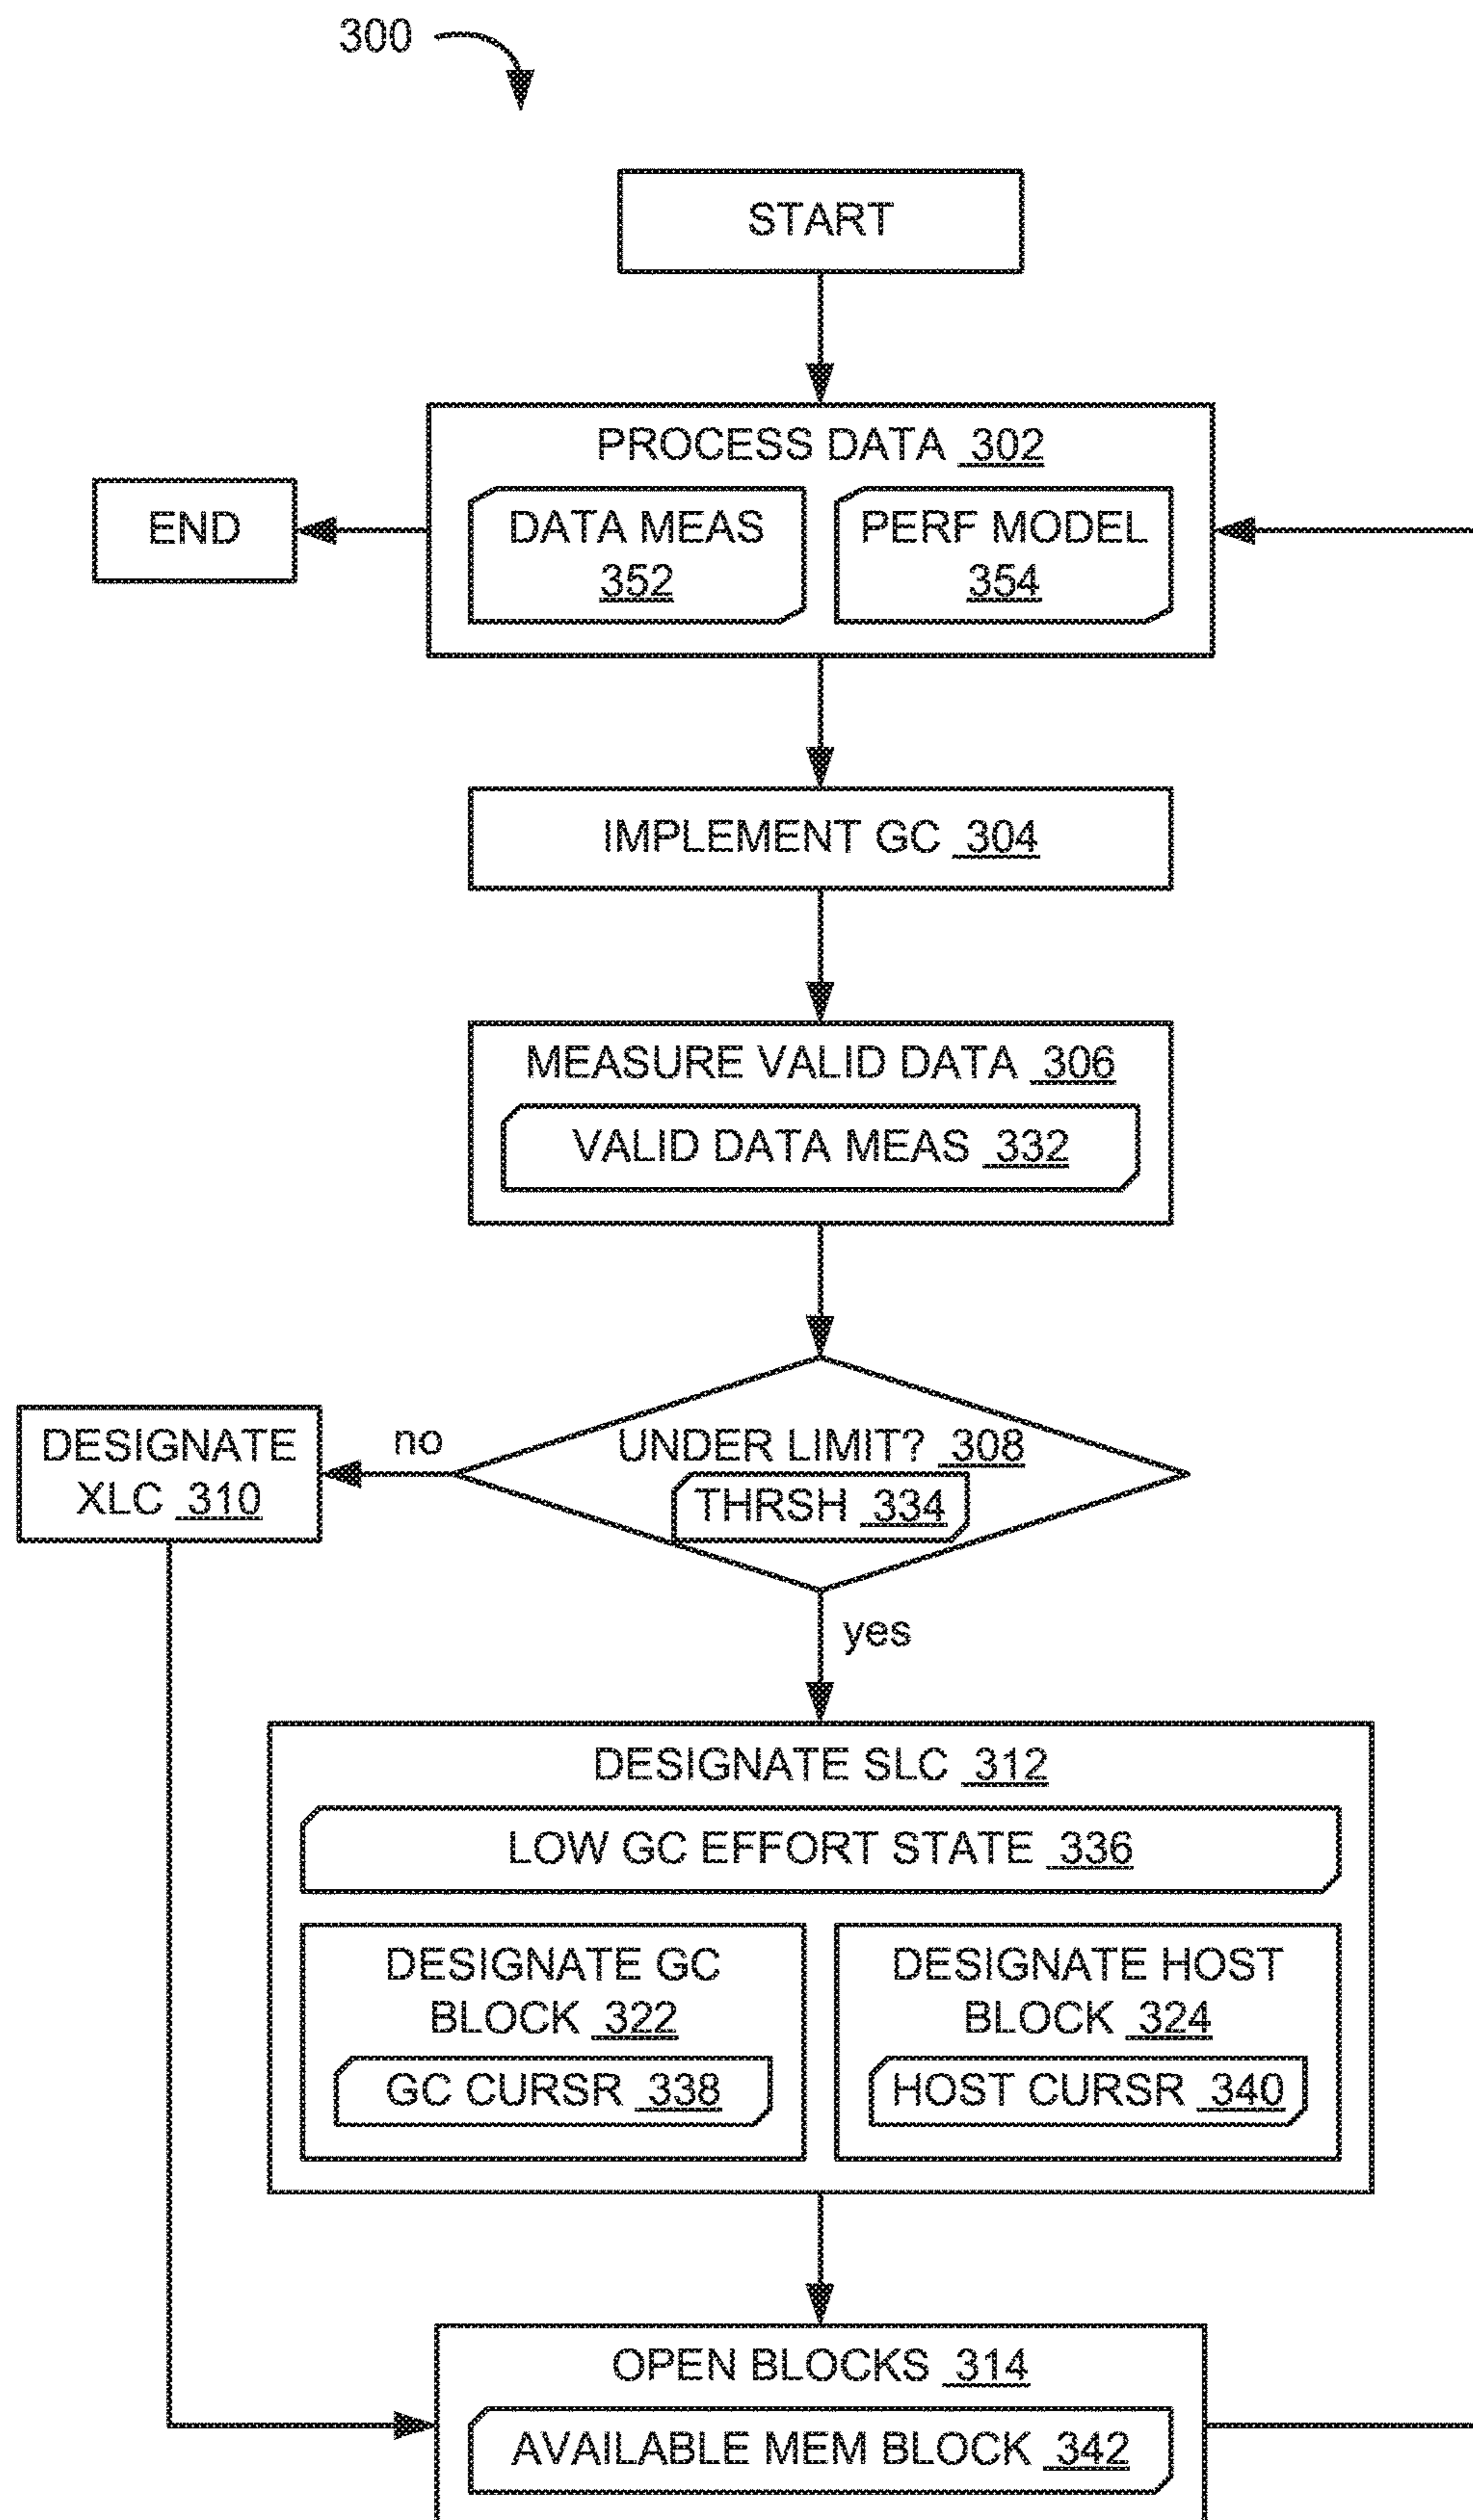 300
START
PROCESS DATA 302
DATA MEAS
352
PERF MODEL
354
END
IMPLEMENT GC 304
MEASURE VALID DATA 306
VALID DATA MEAS 332
UNDER LIMIT? 308
THRSH 334
no
DESIGNATE
XLC 310
yes
DESIGNATE SLC 312
LOW GC EFFORT STATE 336
DESIGNATE GC
BLOCK 322
GC CURSR 338
DESIGNATE HOST
BLOCK 324
HOST CURSR 340
OPEN BLOCKS 314
AVAILABLE MEM BLOCK 342